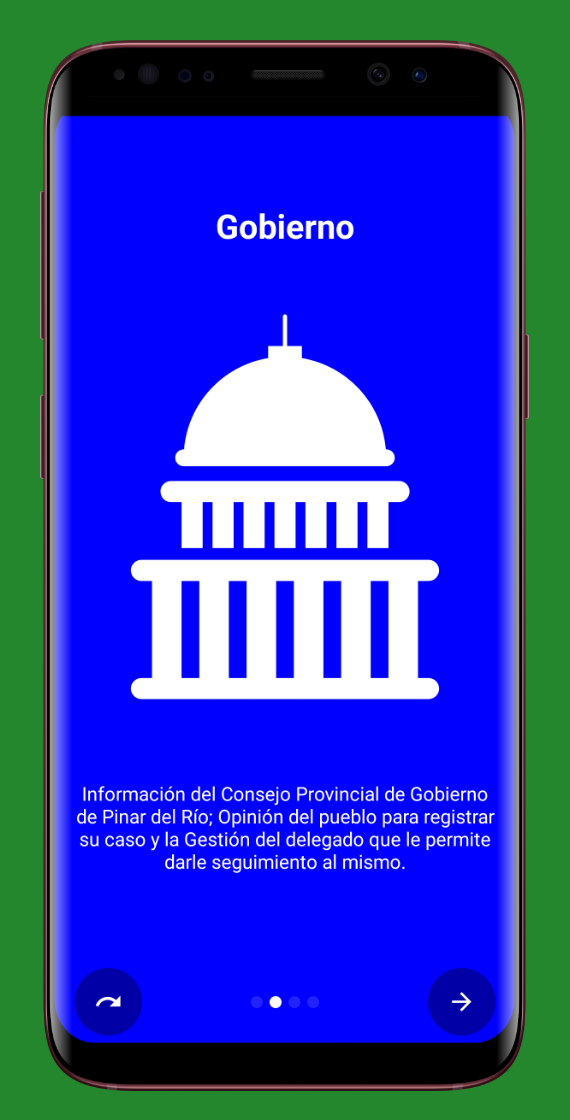 Gobierno
Información del Consejo Provincial de Gobierno
de Pinar del Río; Opinión del pueblo para registrar
su caso y la Gestión del delegado que le permite
darle seguimiento al mismo.